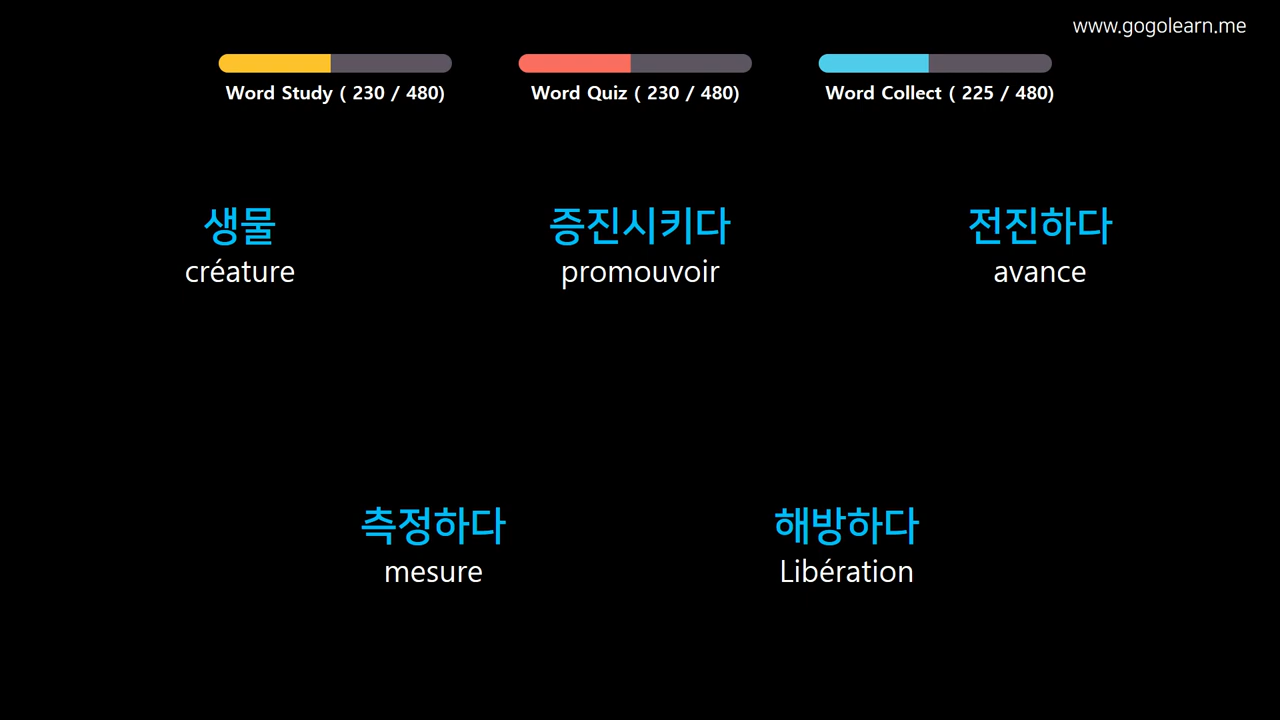 www.gogolearn.me
Word Study ( 230 / 480)
Word Quiz ( 230 / 480)
Word Collect ( 225 / 480)
생물
créature
증진시키다
promouvoir
전진하다
avance
측정하다
mesure
해방하다
Libération